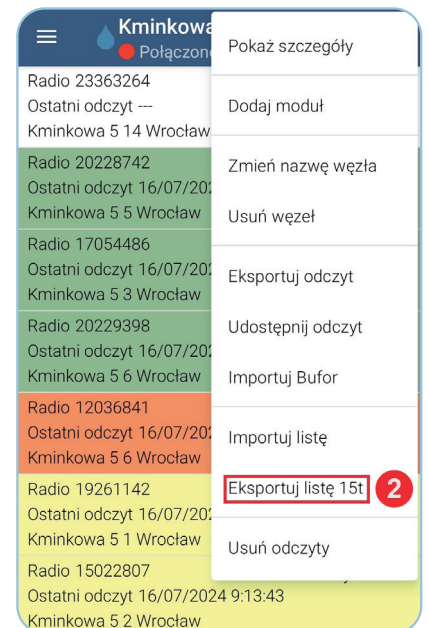 Kminkowa
Połączon
Radio 23363264
Ostatni odczyt ---
Kminkowa 5 14 Wrocław
Radio 20228742
Ostatni odczyt 16/07/202
Kminkowa 5 5 Wrocław
Radio 17054486
Ostatni odczyt 16/07/202
Kminkowa 5 3 Wrocław
Radio 20229398
Ostatni odczyt 16/07/202
Kminkowa 5 6 Wrocław
Radio 12036841
Ostatni odczyt 16/07/202
Kminkowa 5 6 Wrocław
Radio 19261142
Ostatni odczyt 16/07/202
Kminkowa 5 1 Wrocław
Radio 15022807
Ostatni odczyt 16/07/2024 9:13:43
Kminkowa 5 2 Wrocław
Pokaż szczegóły
Dodaj moduł
Zmień nazwę węzła
Usuń węzeł
Eksportuj odczyt
Udostępnij odczyt
Importuj Bufor
Importuj listę
Eksportuj listę 15t
2
Usuń odczyty